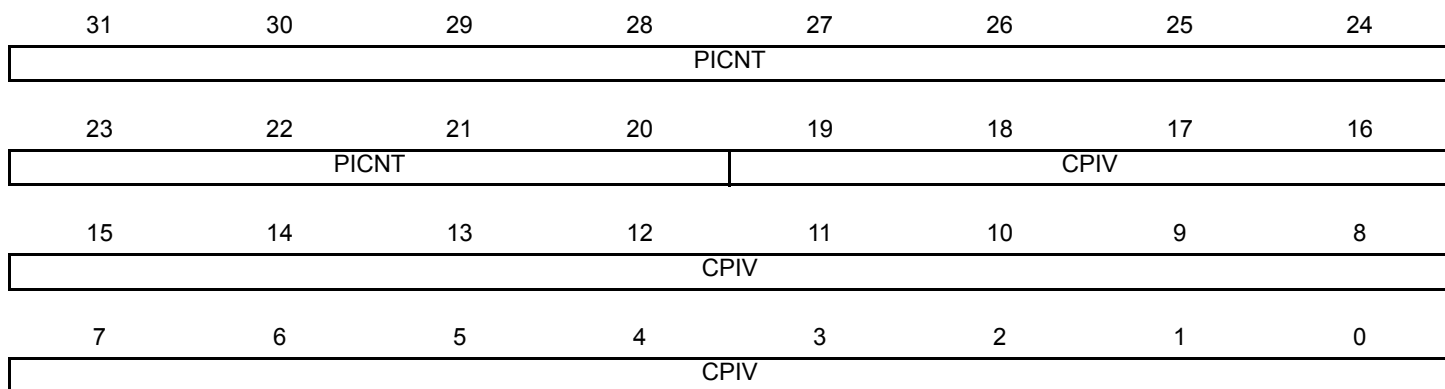 31 30 29 28 27 26 25 24
PICNT
23 22 21 20 19 18 17 16
PICNT CPIV
15 14 13 12 11 10 9 8
CPIV
7 6 5 4 3 2 1 0
CPIV